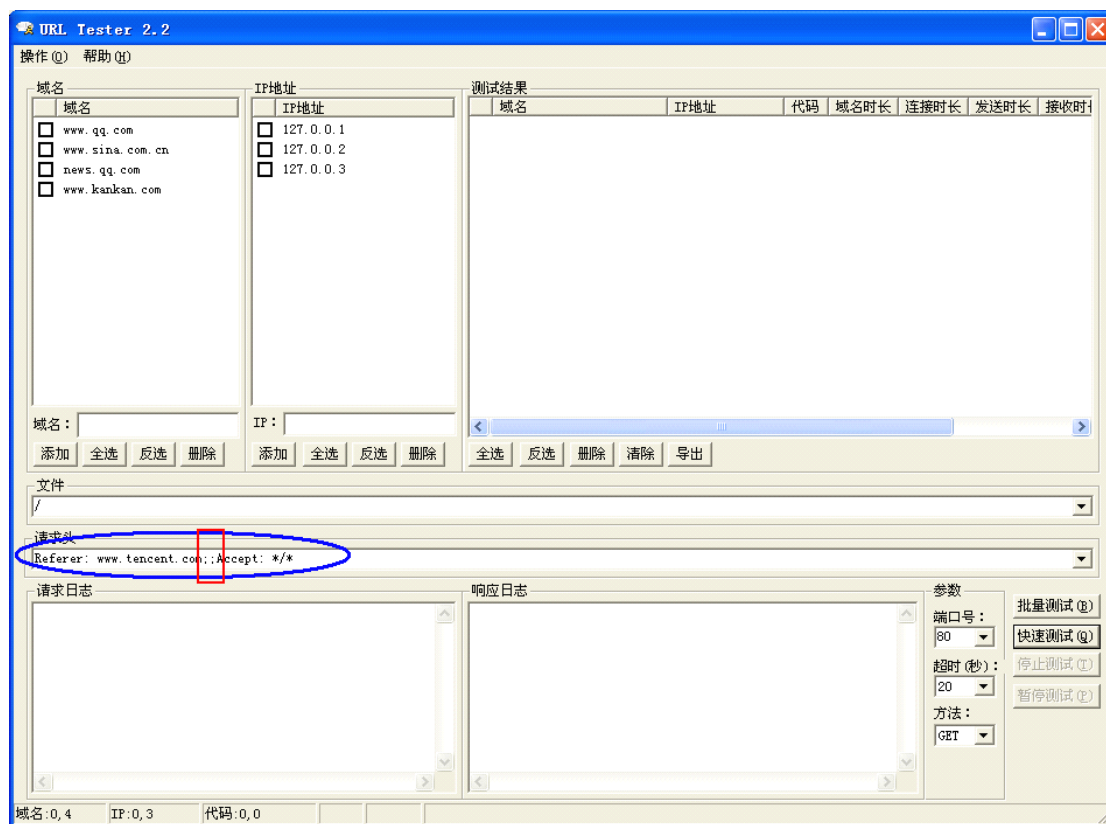 URL Tester 2.2
操作(O) 帮助(H)
域名
域名
www.qq.com
www.sina.com.cn
news.qq.com
www.kankan.com
域名：
添加 全选 反选 删除
IP地址
IP地址
127.0.0.1
127.0.0.2
127.0.0.3
IP：
添加 全选 反选 删除
测试结果
域名 IP地址 代码 域名时长 连接时长 发送时长 接收时
全选 反选 删除 清除 导出
文件
/
请求头
Referer: www.tencent.com;;Accept: */*
请求日志
响应日志
参数
端口号：
80
超时(秒)：
20
方法：
GET
批量测试(B)
快速测试(Q)
停止测试(T)
暂停测试(P)
域名:0,4 IP:0,3 代码:0,0